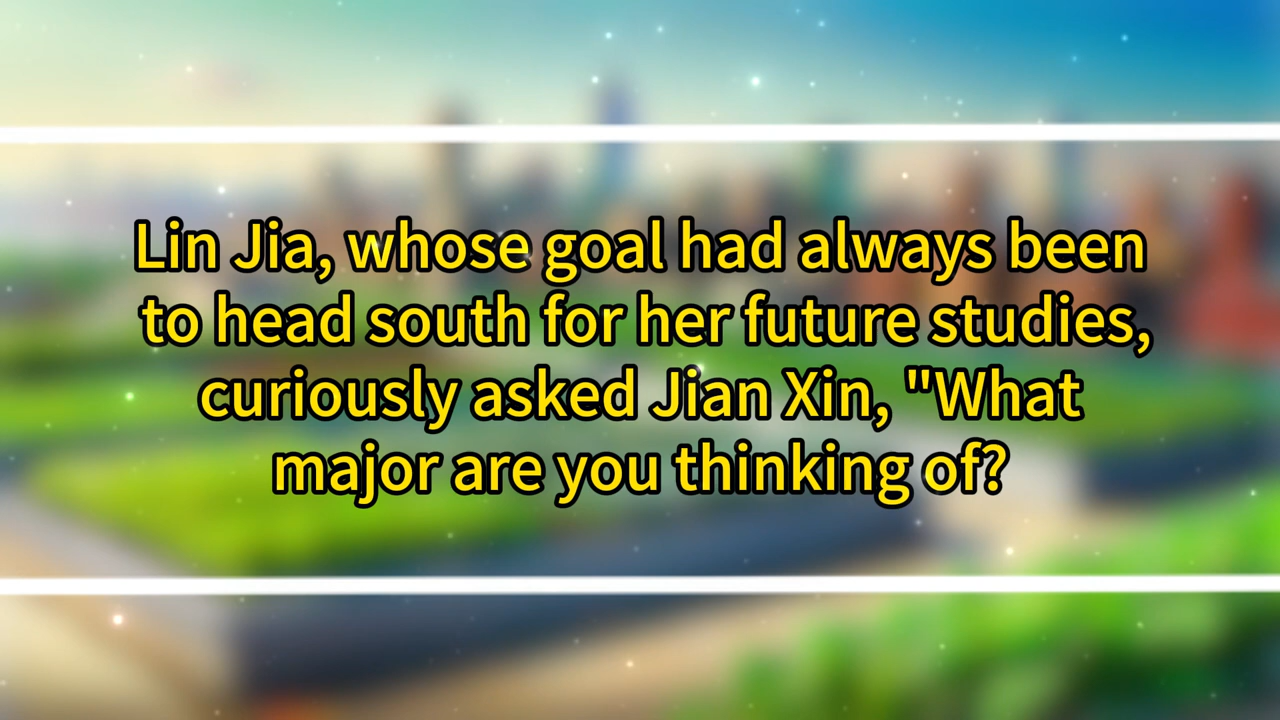 Lin Jia, whose goal had always been
to head south for her future studies,
curiously asked Jian Xin, "What
major are you thinking of?